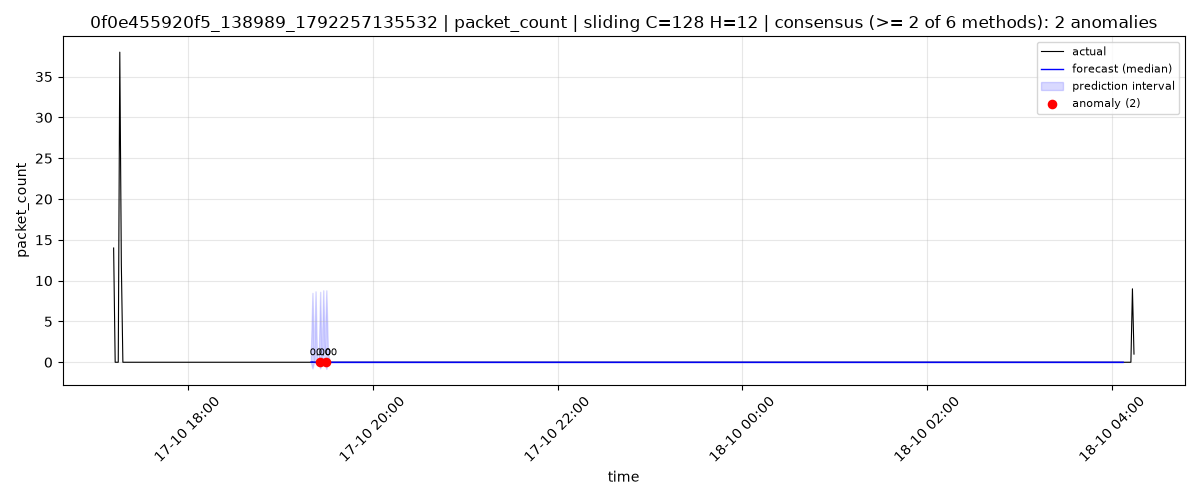 0f0e455920f5_138989_1792257135532 | packet_count | sliding C=128 H=12 | consensus (>= 2 of 6 methods): 2 anomalies
actual
forecast (median)
prediction interval
anomaly (2)
packet_count
35
30
25
20
15
10
5
0
17-10 18:00
17-10 20:00
17-10 22:00
18-10 00:00
18-10 02:00
18-10 04:00
time